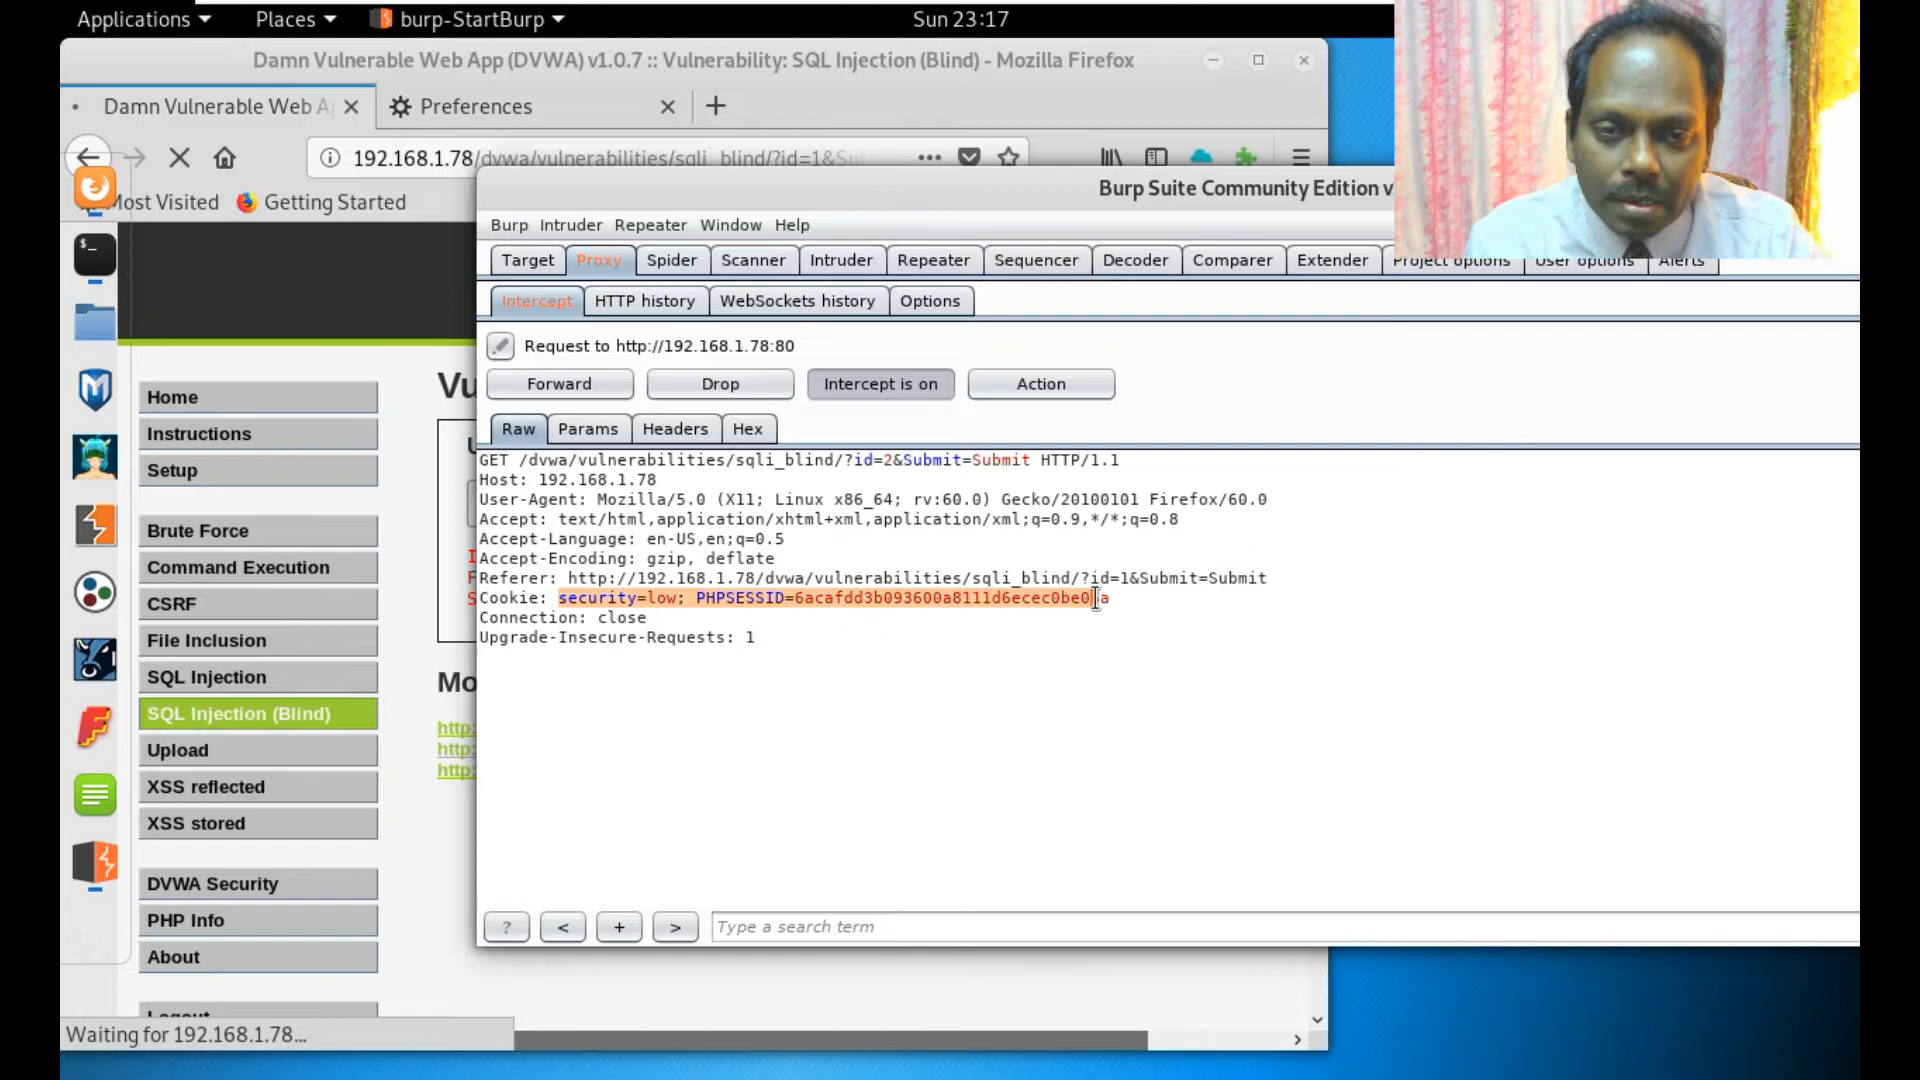 Applications
Places
burp-StartBurp
Sun 23:17
Damn Vulnerable Web App (DVWA) v1.0.7 :: Vulnerability: SQL Injection (Blind) - Mozilla Firefox
Damn Vulnerable Web A
Preferences
192.168.1.78/dvwa/vulnerabilities/sqli_blind/?id=1&Su
Most Visited
Getting Started
Burp Suite Community Edition v
Burp Intruder Repeater Window Help
Target Proxy Spider Scanner Intruder Repeater Sequencer Decoder Comparer Extender Project options User options Alerts
Intercept HTTP history WebSockets history Options
Request to http://192.168.1.78:80
Forward Drop Intercept is on Action
Raw Params Headers Hex
GET /dvwa/vulnerabilities/sqli_blind/?id=2&Submit=Submit HTTP/1.1
Host: 192.168.1.78
User-Agent: Mozilla/5.0 (X11; Linux x86_64; rv:60.0) Gecko/20100101 Firefox/60.0
Accept: text/html,application/xhtml+xml,application/xml;q=0.9,*/*;q=0.8
Accept-Language: en-US,en;q=0.5
Accept-Encoding: gzip, deflate
Referer: http://192.168.1.78/dvwa/vulnerabilities/sqli_blind/?id=1&Submit=Submit
Cookie: security=low;
Connection: close
Upgrade-Insecure-Requests: 1
? < + > Type a search term
Home
Instructions
Setup
Brute Force
Command Execution
CSRF
File Inclusion
SQL Injection
SQL Injection (Blind)
Upload
XSS reflected
XSS stored
DVWA Security
PHP Info
About
Logout
Vu
Mo
http:
http:
http:
Waiting for 192.168.1.78...